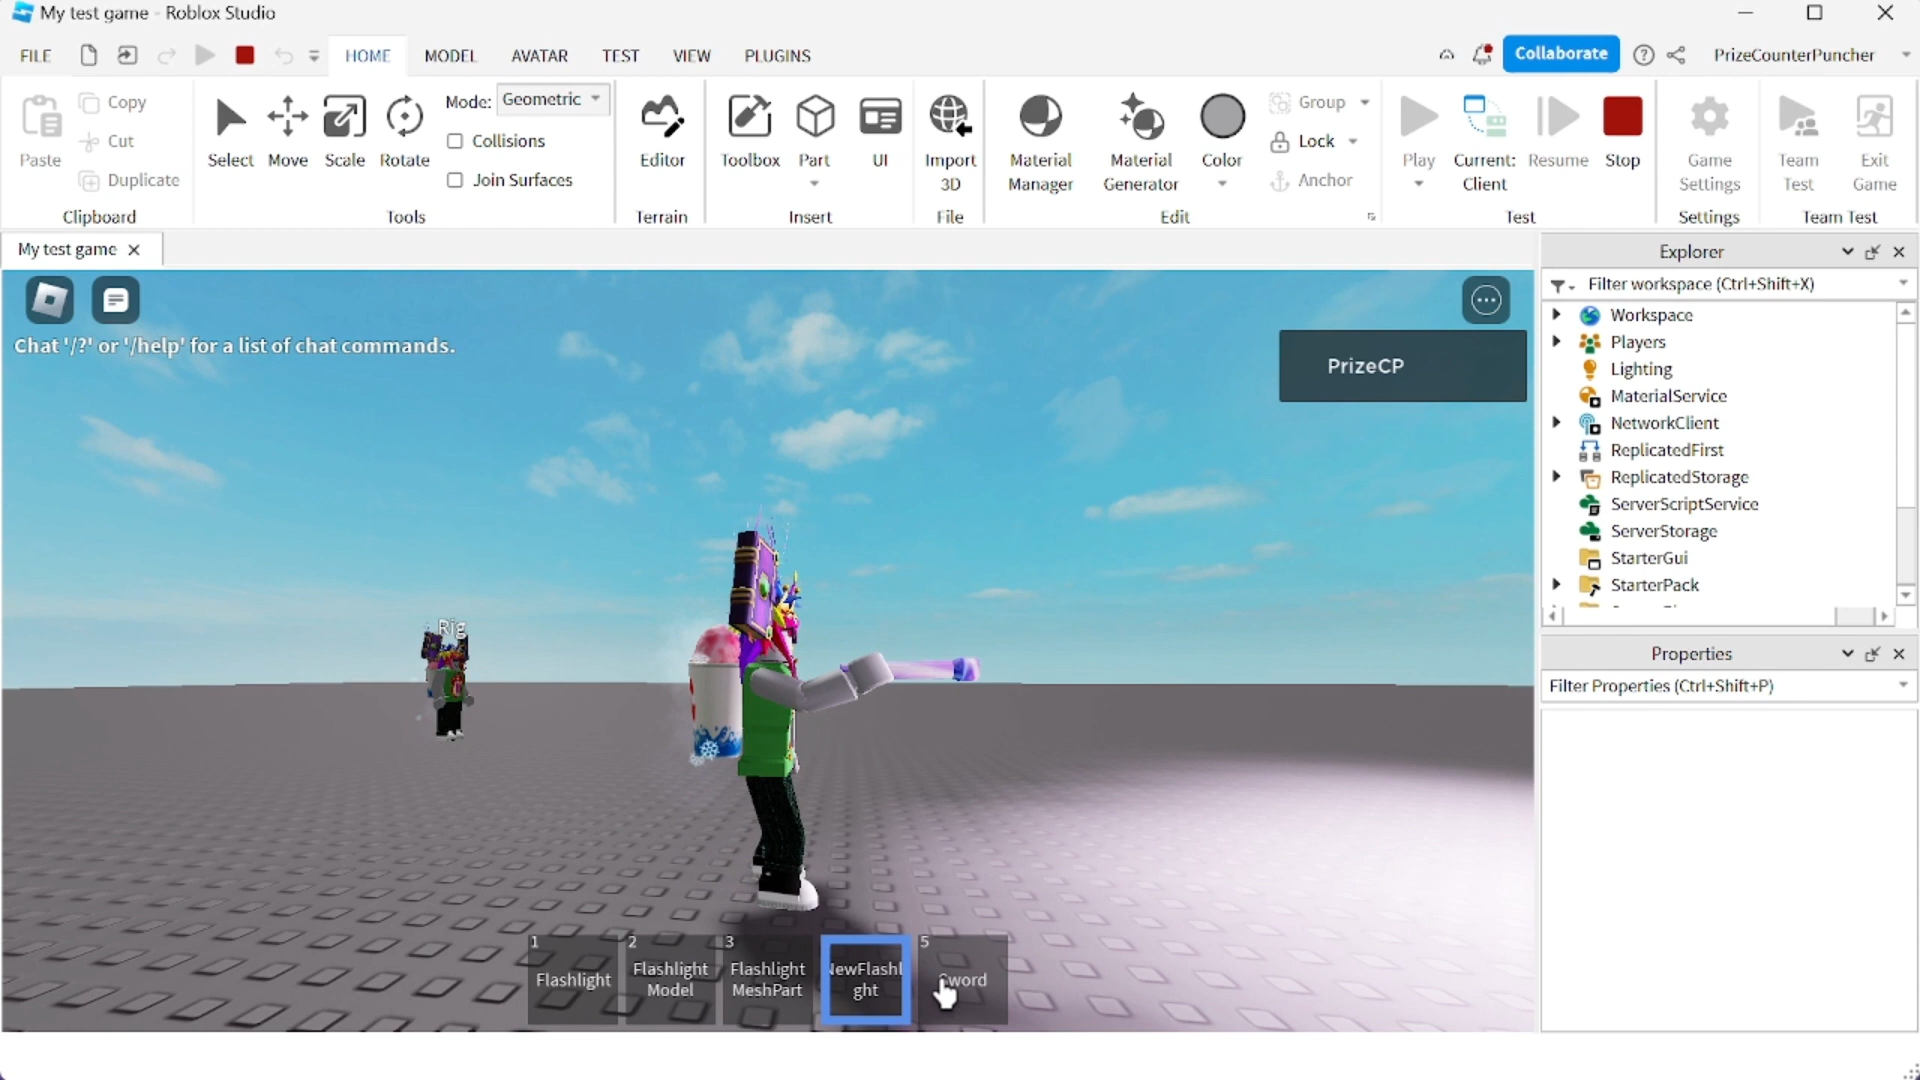 My test game - Roblox Studio
FILE
HOME
MODEL
AVATAR
TEST
VIEW
PLUGINS
Collaborate
PrizeCounterPuncher
Paste
Copy
Cut
Duplicate
Clipboard
Select
Move
Scale
Rotate
Mode: Geometric
Collisions
Join Surfaces
Tools
Editor
Terrain
Toolbox
Part
UI
Insert
Import
3D
File
Material
Manager
Material
Generator
Color
Group
Lock
Anchor
Edit
Play
Current:
Client
Resume
Stop
Test
Game
Settings
Settings
Team
Test
Exit
Game
Team Test
My test game
Chat '/?' or '/help' for a list of chat commands.
PrizeCP
Rig
1
Flashlight
2
Flashlight
Model
3
Flashlight
MeshPart
NewFlashl
ght
5
Sword
Explorer
Filter workspace (Ctrl+Shift+X)
Workspace
Players
Lighting
MaterialService
NetworkClient
ReplicatedFirst
ReplicatedStorage
ServerScriptService
ServerStorage
StarterGui
StarterPack
Properties
Filter Properties (Ctrl+Shift+P)